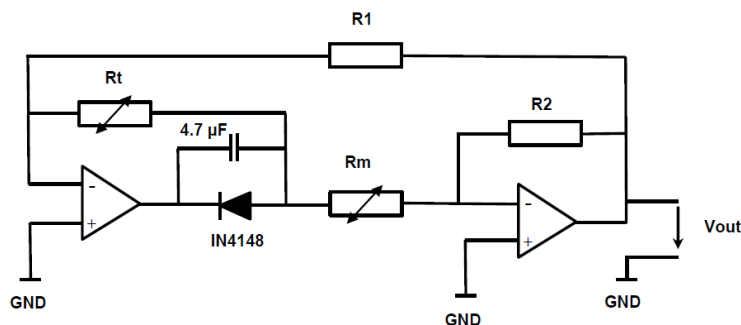 R1
Rt
4.7 µF
R2
Rm
-
+
-
+
IN4148
Vout
GND
GND
GND